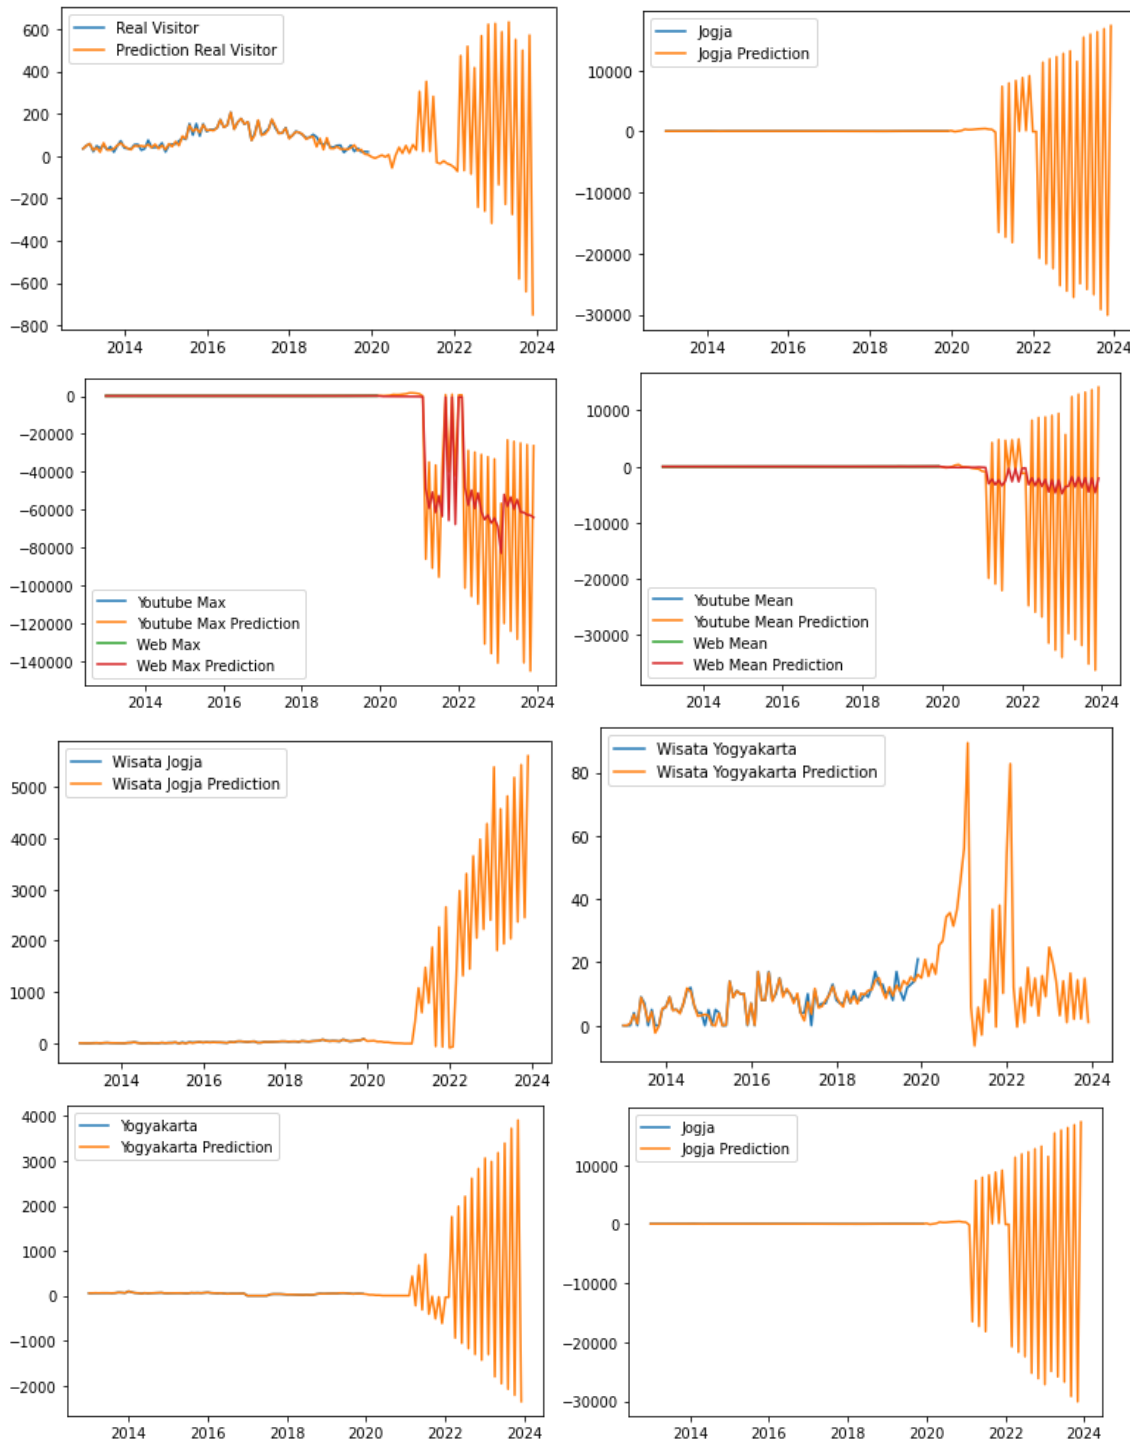 Real Visitor
Prediction Real Visitor
600
400
200
0
−200
−400
−600
−800
2014 2016 2018 2020 2022 2024
Jogja
Jogja Prediction
10000
0
−10000
−20000
−30000
2014 2016 2018 2020 2022 2024
0
−20000
−40000
−60000
−80000
−100000
−120000
−140000
Youtube Max
Youtube Max Prediction
Web Max
Web Max Prediction
2014 2016 2018 2020 2022 2024
10000
0
−10000
−20000
−30000
Youtube Mean
Youtube Mean Prediction
Web Mean
Web Mean Prediction
2014 2016 2018 2020 2022 2024
Wisata Jogja
Wisata Jogja Prediction
5000
4000
3000
2000
1000
0
2014 2016 2018 2020 2022 2024
Wisata Yogyakarta
Wisata Yogyakarta Prediction
80
60
40
20
0
2014 2016 2018 2020 2022 2024
Yogyakarta
Yogyakarta Prediction
4000
3000
2000
1000
0
−1000
−2000
2014 2016 2018 2020 2022 2024
Jogja
Jogja Prediction
10000
0
−10000
−20000
−30000
2014 2016 2018 2020 2022 2024